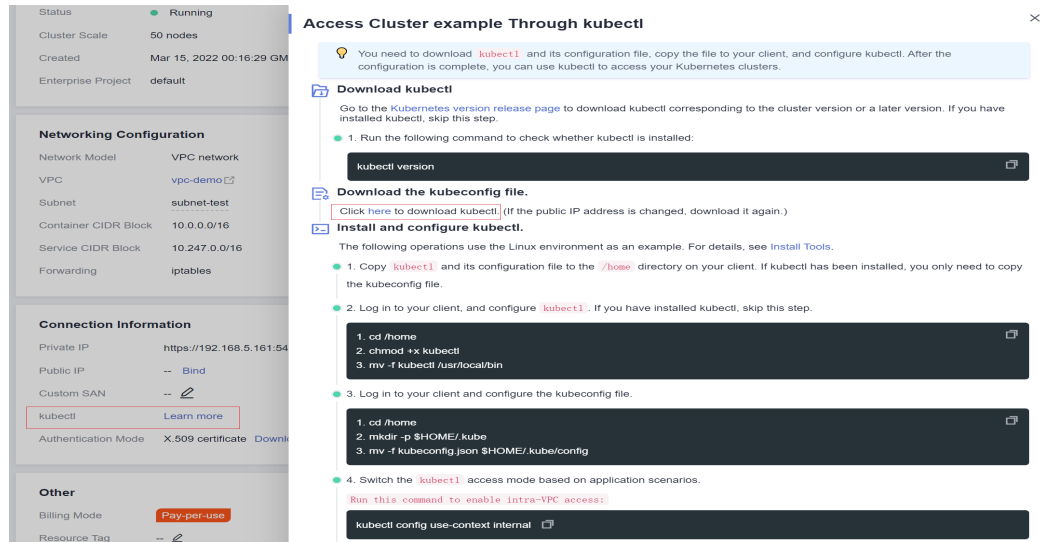 Status Running
Cluster Scale 50 nodes
Created Mar 15, 2022 00:16:29 GM
Enterprise Project default
Networking Configuration
Network Model VPC network
VPC vpc-demo
Subnet subnet-test
Container CIDR Block 10.0.0.0/16
Service CIDR Block 10.247.0.0/16
Forwarding iptables
Connection Information
Private IP https://192.168.5.161:54
Public IP -- Bind
Custom SAN --
kubectl Learn more
Authentication Mode X.509 certificate Downl
Other
Billing Mode Pay-per-use
Resource Tag --
Access Cluster example Through kubectl
You need to download kubectl and its configuration file, copy the file to your client, and configure kubectl. After the
configuration is complete, you can use kubectl to access your Kubernetes clusters.
Download kubectl
Go to the Kubernetes version release page to download kubectl corresponding to the cluster version or a later version. If you have
installed kubectl, skip this step.
1. Run the following command to check whether kubectl is installed:
kubectl version
Download the kubeconfig file.
Click here to download kubectl. (If the public IP address is changed, download it again.)
Install and configure kubectl.
The following operations use the Linux environment as an example. For details, see Install Tools.
1. Copy kubectl and its configuration file to the /home directory on your client. If kubectl has been installed, you only need to copy
the kubeconfig file.
2. Log in to your client, and configure kubectl. If you have installed kubectl, skip this step.
1. cd /home
2. chmod +x kubectl
3. mv -f kubectl /usr/local/bin
3. Log in to your client and configure the kubeconfig file.
1. cd /home
2. mkdir -p $HOME/.kube
3. mv -f kubeconfig.json $HOME/.kube/config
4. Switch the kubectl access mode based on application scenarios.
Run this command to enable intra-VPC access:
kubectl config use-context internal